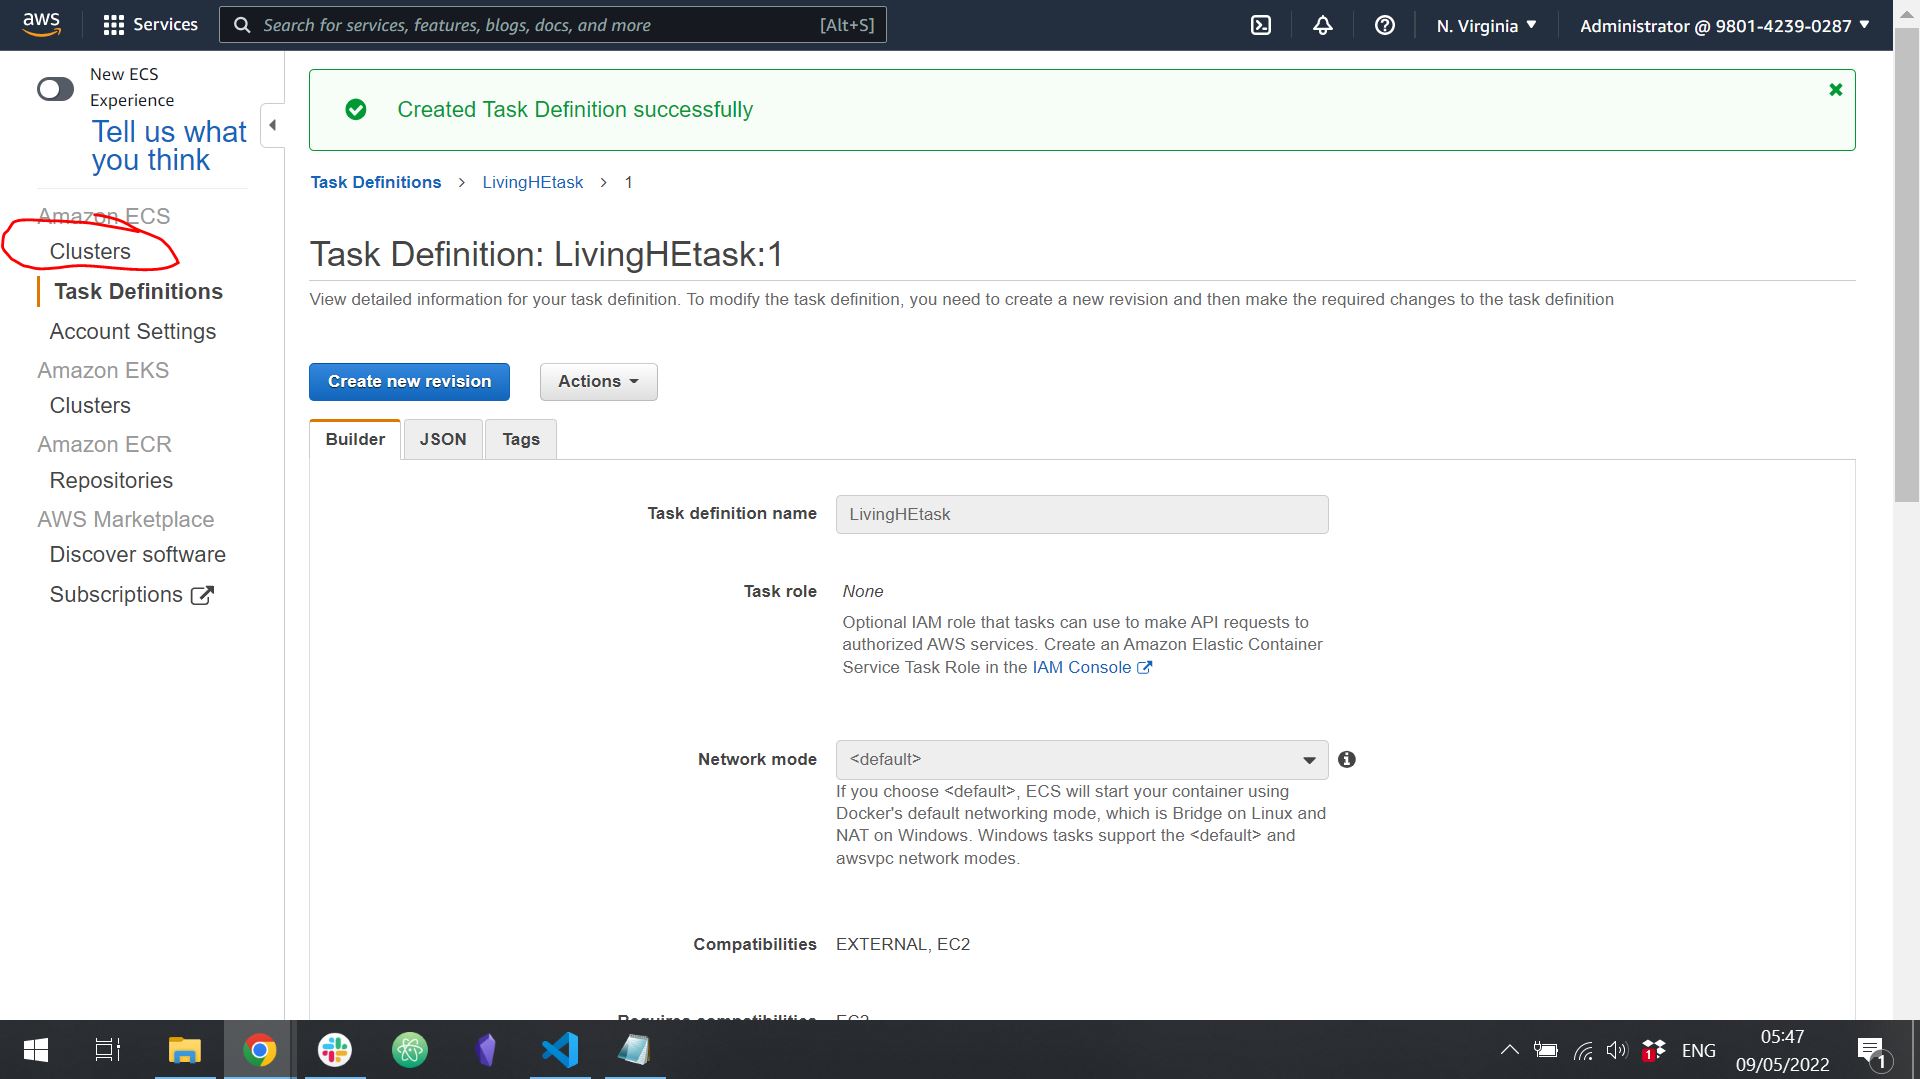 aws
Services
Search for services, features, blogs, docs, and more
[Alt+S]
N. Virginia
Administrator @ 9801-4239-0287
New ECS
Experience
Tell us what
you think
Amazon ECS
Clusters
Task Definitions
Account Settings
Amazon EKS
Clusters
Amazon ECR
Repositories
AWS Marketplace
Discover software
Subscriptions
Created Task Definition successfully
Task Definitions > LivingHEtask > 1
Task Definition: LivingHEtask:1
View detailed information for your task definition. To modify the task definition, you need to create a new revision and then make the required changes to the task definition
Create new revision
Actions
Builder
JSON
Tags
Task definition name
LivingHEtask
Task role
None
Optional IAM role that tasks can use to make API requests to
authorized AWS services. Create an Amazon Elastic Container
Service Task Role in the IAM Console
Network mode
<default>
If you choose <default>, ECS will start your container using
Docker's default networking mode, which is Bridge on Linux and
NAT on Windows. Windows tasks support the <default> and
awsvpc network modes.
Compatibilities
EXTERNAL, EC2
Requires compatibilities
EC2
1
ENG
05:47
09/05/2022
1